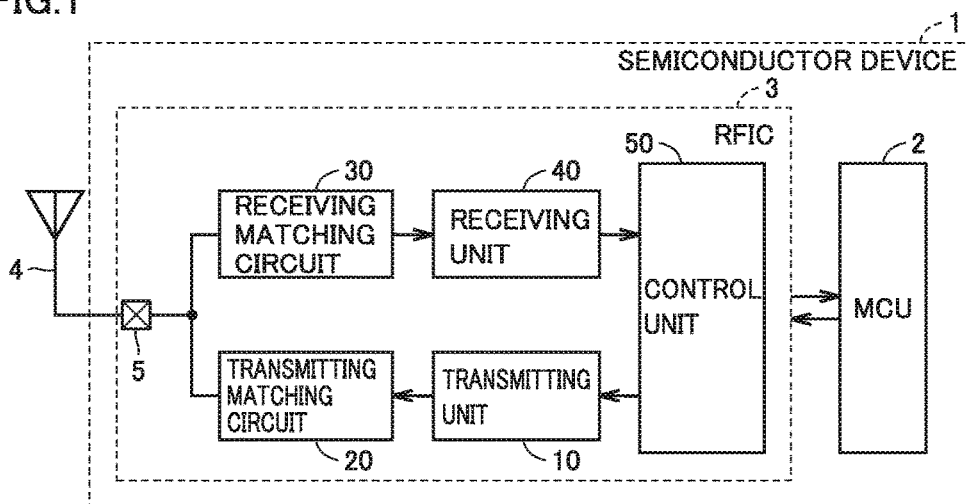 FIG.1
1
SEMICONDUCTOR DEVICE
3
RFIC
30
40
50
2
RECEIVING
MATCHING
CIRCUIT
RECEIVING
UNIT
4
CONTROL
UNIT
MCU
5
TRANSMITTING
MATCHING
CIRCUIT
TRANSMITTING
UNIT
20
10